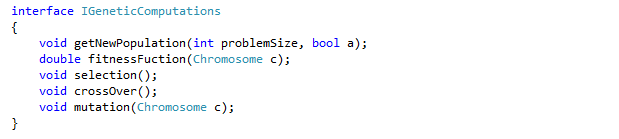 interface IGeneticComputations
{
void getNewPopulation(int problemSize, bool a);
double fitnessFuction(Chromosome c);
void selection();
void crossOver();
void mutation(Chromosome c);
}